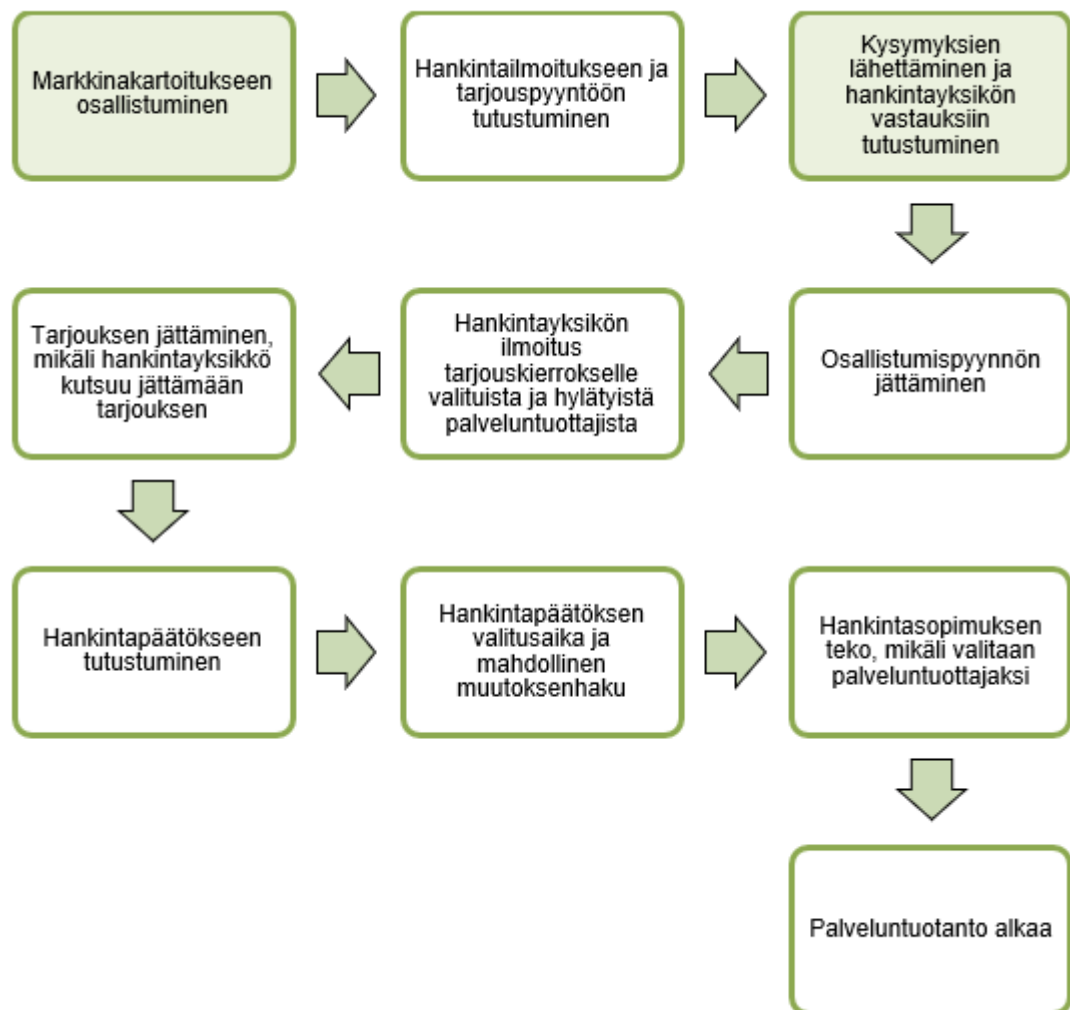 Markkinakartoitukseen
osallistuminen
Hankintailmoitukseen ja
tarjouspyyntöön
tutustuminen
Kysymyksien
lähettäminen ja
hankintayksikön
vastauksiin
tutustuminen
Osallistumispyynnön
jättäminen
Hankintayksikön
ilmoitus
tarjouskierrokselle
valituista ja hylätyistä
palveluntuottajista
Tarjouksen jättäminen,
mikäli hankintayksikkö
kutsuu jättämään
tarjouksen
Hankintapäätökseen
tutustuminen
Hankintapäätöksen
valitusaika ja
mahdollinen
muutoksenhaku
Hankintasopimuksen
teko, mikäli valitaan
palveluntuottajaksi
Palveluntuotanto alkaa